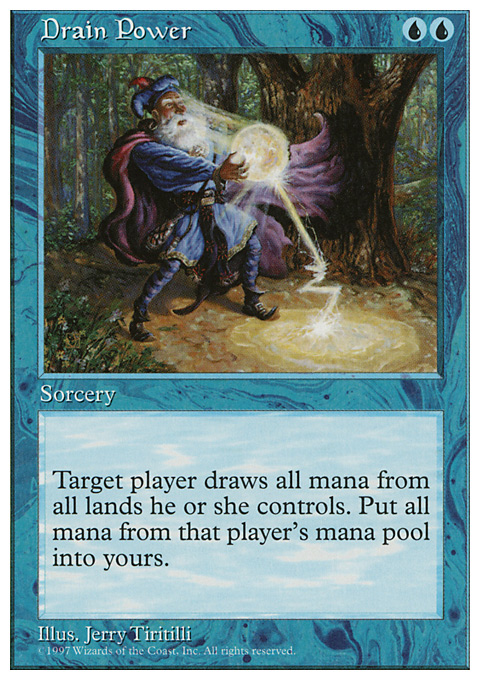 Drain Power
Sorcery
Target player draws all mana from
all lands he or she controls. Put all
mana from that player's mana pool
into yours.
Illus. Jerry Tiritilli
©1997 Wizards of the Coast, Inc. All rights reserved.